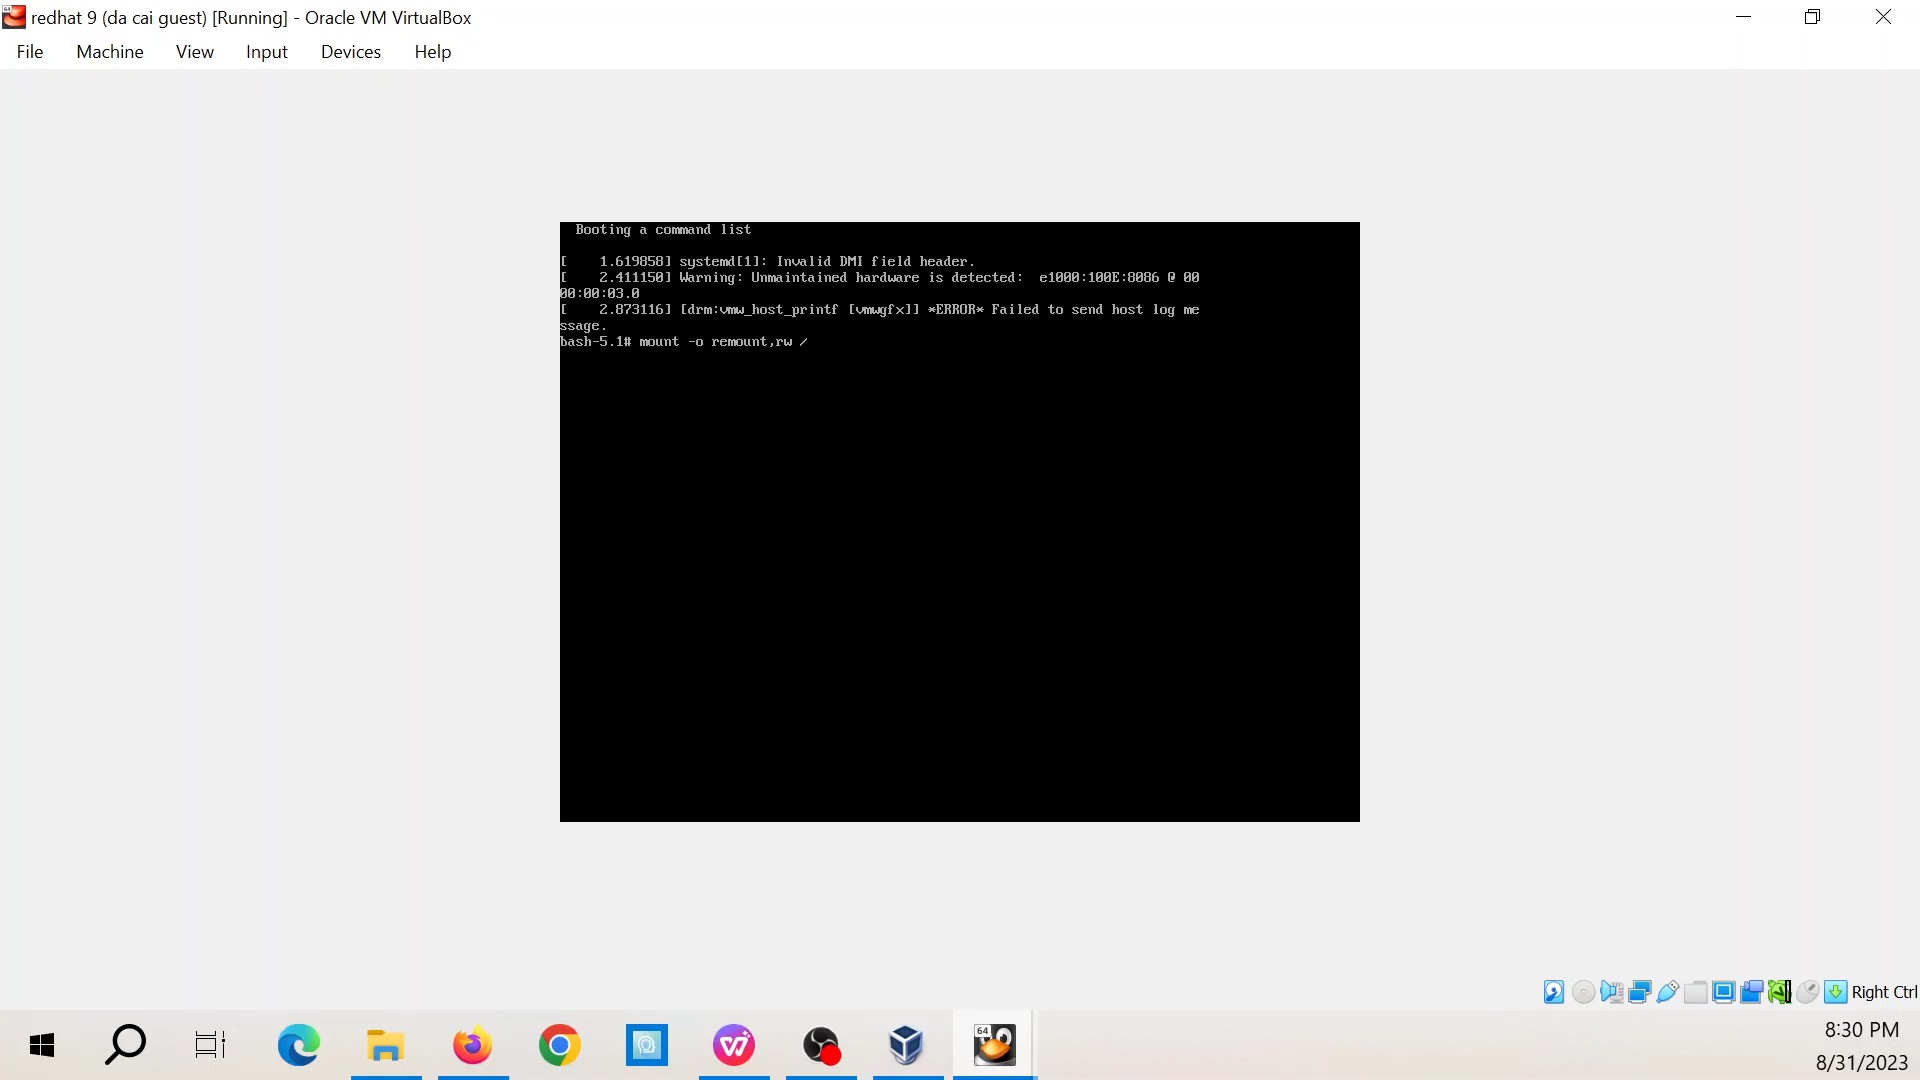 redhat 9 (da cai guest) [Running] - Oracle VM VirtualBox
File Machine View Input Devices Help
Booting a command list
[    1.619858] systemd[1]: Invalid DMI field header.
[    2.411150] Warning: Unmaintained hardware is detected:  e1000:100E:8086 @ 00
00:00:03.0
[    2.873116] [drm:vmw_host_printf [vmwgfx]] *ERROR* Failed to send host log me
ssage.
bash-5.1# mount -o remount,rw /
Right Ctrl
64
8:30 PM
8/31/2023